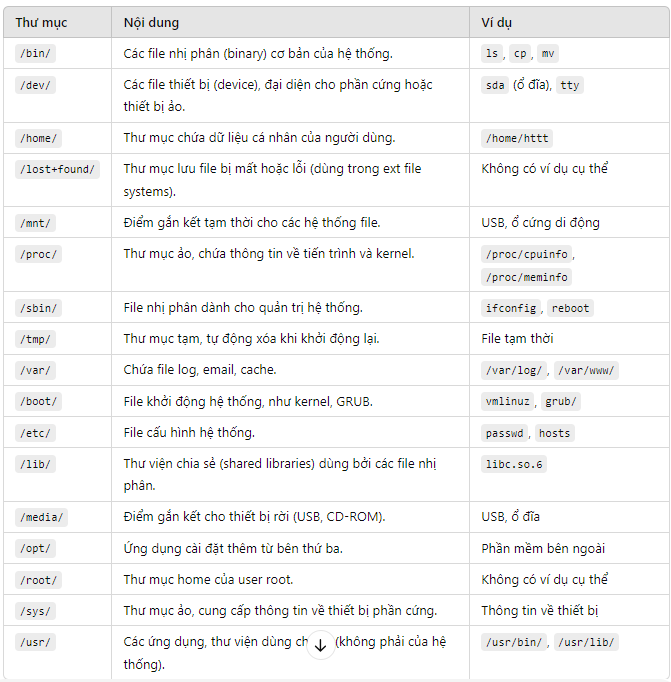 Thư mục Nội dung Ví dụ
/bin/ Các file nhị phân (binary) cơ bản của hệ thống. ls, cp, mv
/dev/ Các file thiết bị (device), đại diện cho phần cứng hoặc sda (ổ đĩa), tty
thiết bị ảo.
/home/ Thư mục chứa dữ liệu cá nhân của người dùng. /home/httt
/lost+found/ Thư mục lưu file bị mất hoặc lỗi (dùng trong ext file Không có ví dụ cụ thể
systems).
/mnt/ Điểm gắn kết tạm thời cho các hệ thống file. USB, ổ cứng di động
/proc/ Thư mục ảo, chứa thông tin về tiến trình và kernel. /proc/cpuinfo,
/proc/meminfo
/sbin/ File nhị phân dành cho quản trị hệ thống. ifconfig, reboot
/tmp/ Thư mục tạm, tự động xóa khi khởi động lại. File tạm thời
/var/ Chứa file log, email, cache. /var/log/, /var/www/
/boot/ File khởi động hệ thống, như kernel, GRUB. vmlinuz, grub/
/etc/ File cấu hình hệ thống. passwd, hosts
/lib/ Thư viện chia sẻ (shared libraries) dùng bởi các file nhị libc.so.6
phân.
/media/ Điểm gắn kết cho thiết bị rời (USB, CD-ROM). USB, ổ đĩa
/opt/ Ứng dụng cài đặt thêm từ bên thứ ba. Phần mềm bên ngoài
/root/ Thư mục home của user root. Không có ví dụ cụ thể
/sys/ Thư mục ảo, cung cấp thông tin về thiết bị phần cứng. Thông tin về thiết bị
/usr/ Các ứng dụng, thư viện dùng (không phải của hệ /usr/bin/, /usr/lib/
thống).